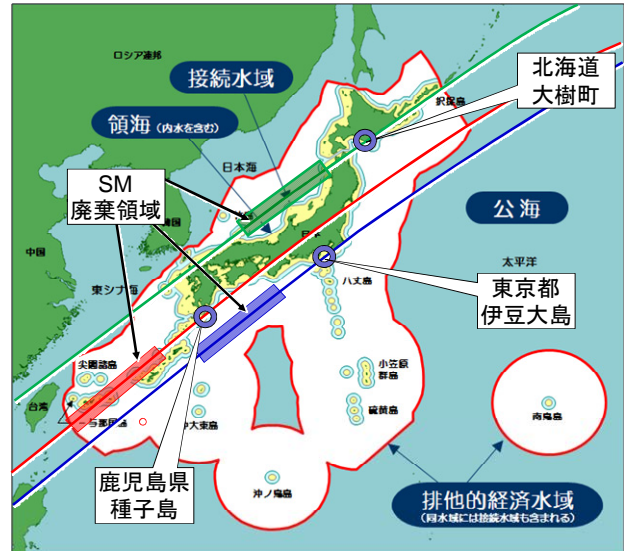 ロシア連邦
接続水域
領海(内水を含む)
日本海
択捉島
北海道
大樹町
SM
廃棄領域
韓国
中国
東シナ海
公海
太平洋
八丈島
東京都
伊豆大島
尖閣諸島
台湾
与那国島
中大東島
小笠原
群島
硫黄島
南鳥島
鹿児島県
種子島
沖ノ鳥島
排他的経済水域
(同水域には接続水域も含まれる)